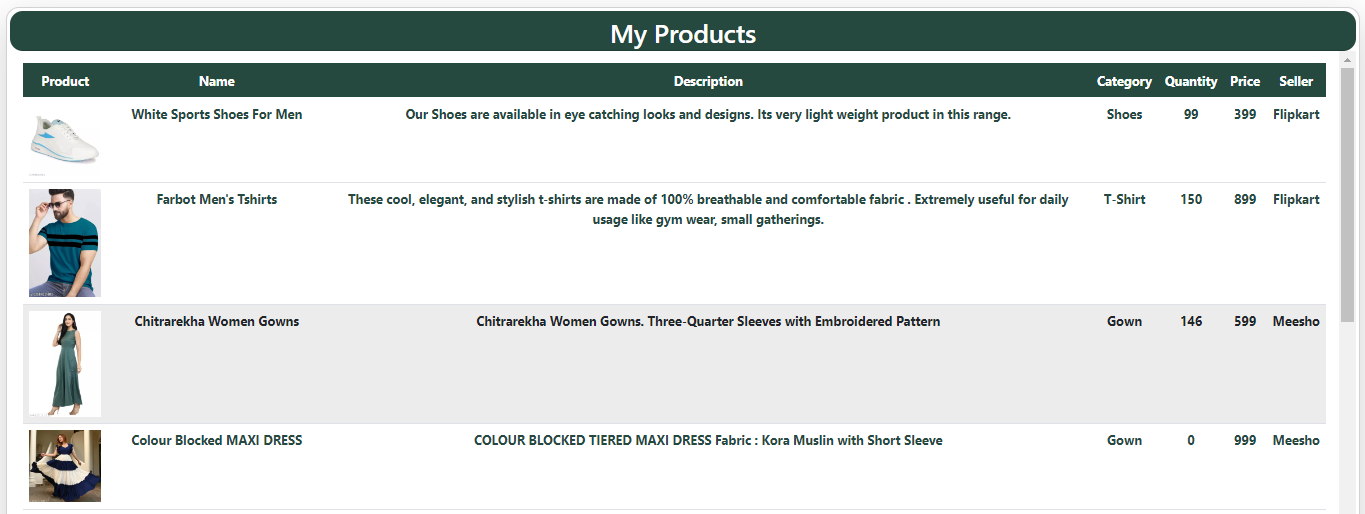 My Products
Product Name Description Category Quantity Price Seller
White Sports Shoes For Men Our Shoes are available in eye catching looks and designs. Its very light weight product in this range. Shoes 99 399 Flipkart
Farbot Men's Tshirts These cool, elegant, and stylish t-shirts are made of 100% breathable and comfortable fabric . Extremely useful for daily T-Shirt 150 899 Flipkart
usage like gym wear, small gatherings.
Chitrarekha Women Gowns Chitrarekha Women Gowns. Three-Quarter Sleeves with Embroidered Pattern Gown 146 599 Meesho
Colour Blocked MAXI DRESS COLOUR BLOCKED TIERED MAXI DRESS Fabric : Kora Muslin with Short Sleeve Gown 0 999 Meesho